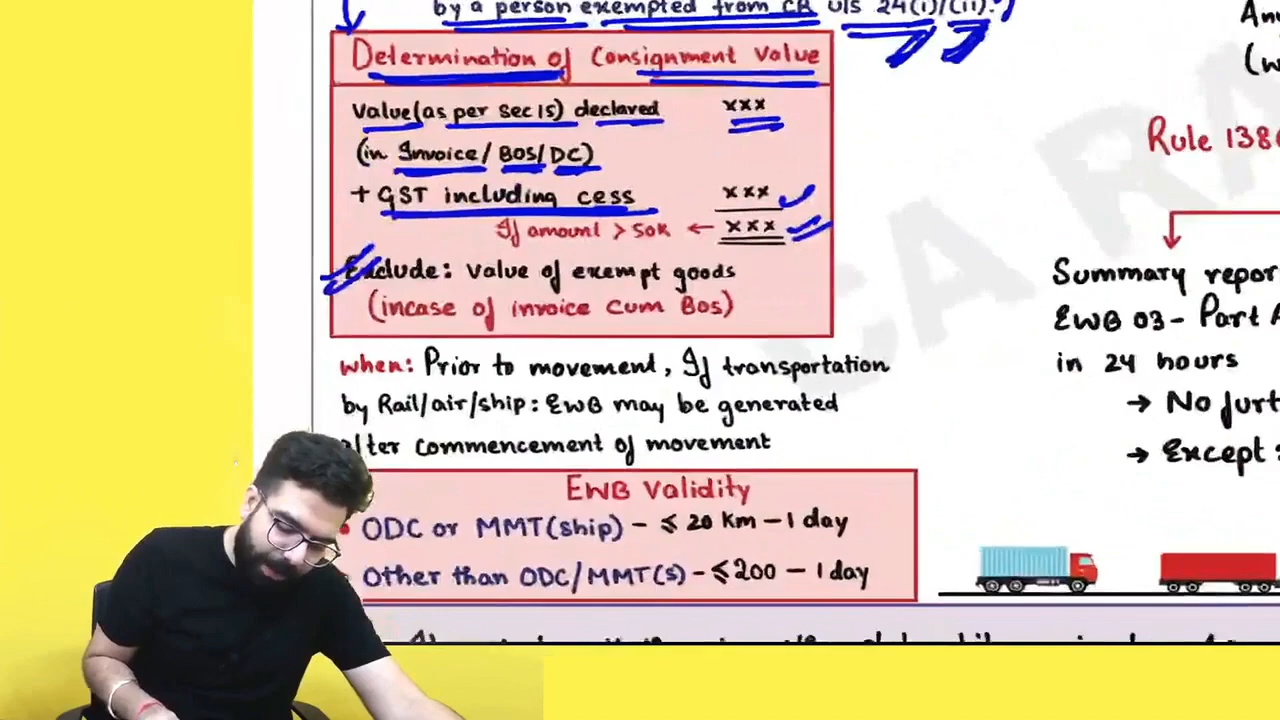 by a person exempted from CR u/s 24(i)/(ii).)
Determination of Consignment Value
Value (as per sec 15) declared xxx
(in Invoice/ BOS/DC)
+ GST including cess xxx
If amount > 50K ← xxx
Exclude: Value of exempt goods
(incase of invoice cum Bos)
when: Prior to movement, If transportation
by Rail/air/ship: EWB may be generated
after commencement of movement
EWB Validity
• ODC or MMT(ship) - ≤ 20 Km - 1 day
Other than ODC/MMT(s) - ≤200 - 1 day
(w
Rule 138
Summary repor
EWB 03- Part A
in 24 hours
→ No furt
→ Except
CA RA